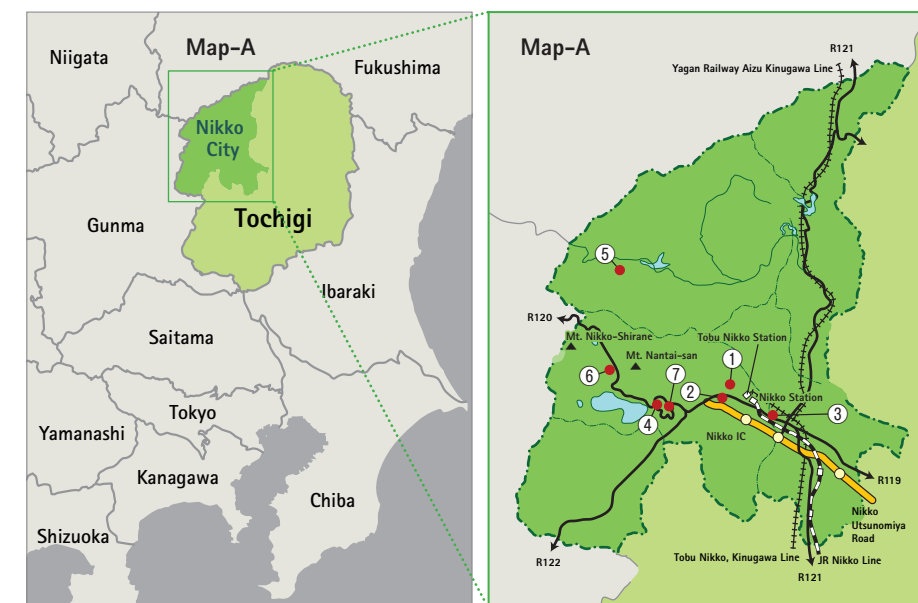 Map-A
Niigata
Fukushima
Nikko
City
Gunma
Tochigi
Ibaraki
Saitama
Tokyo
Yamanashi
Kanagawa
Chiba
Shizuoka
Map-A
R121
Yagan Railway Aizu Kinugawa Line
5
R120
Mt. Nikko-Shirane
Tobu Nikko Station
Mt. Nantai-san
1
6
7
2
Nikko Station
3
4
Nikko IC
R119
Nikko
Utsunomiya
Road
R122
Tobu Nikko, Kinugawa Line
JR Nikko Line
R121